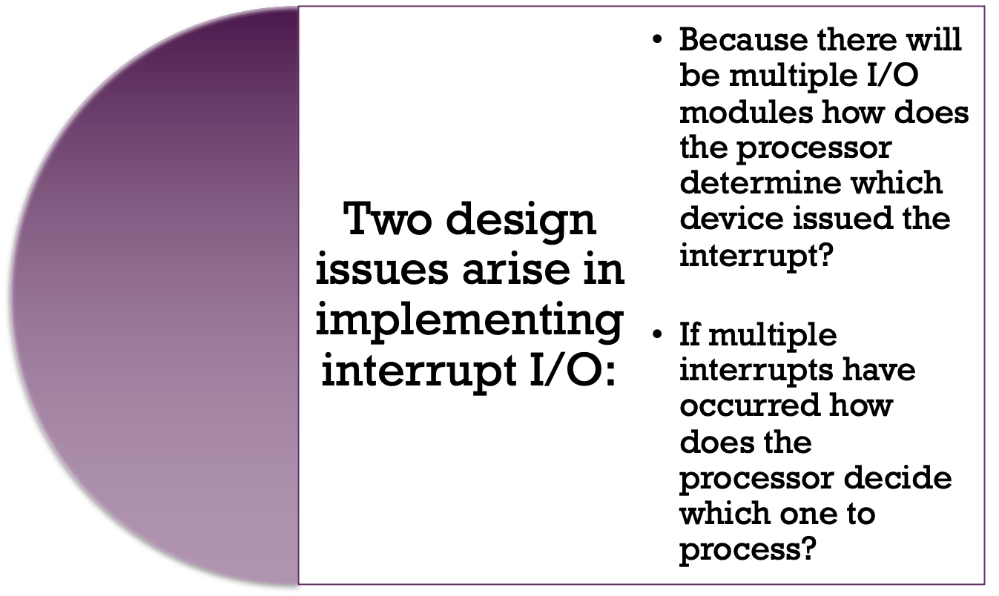 Two design
issues arise in
implementing
interrupt I/O:
• Because there will
be multiple I/O
modules how does
the processor
determine which
device issued the
interrupt?
• If multiple
interrupts have
occurred how
does the
processor decide
which one to
process?